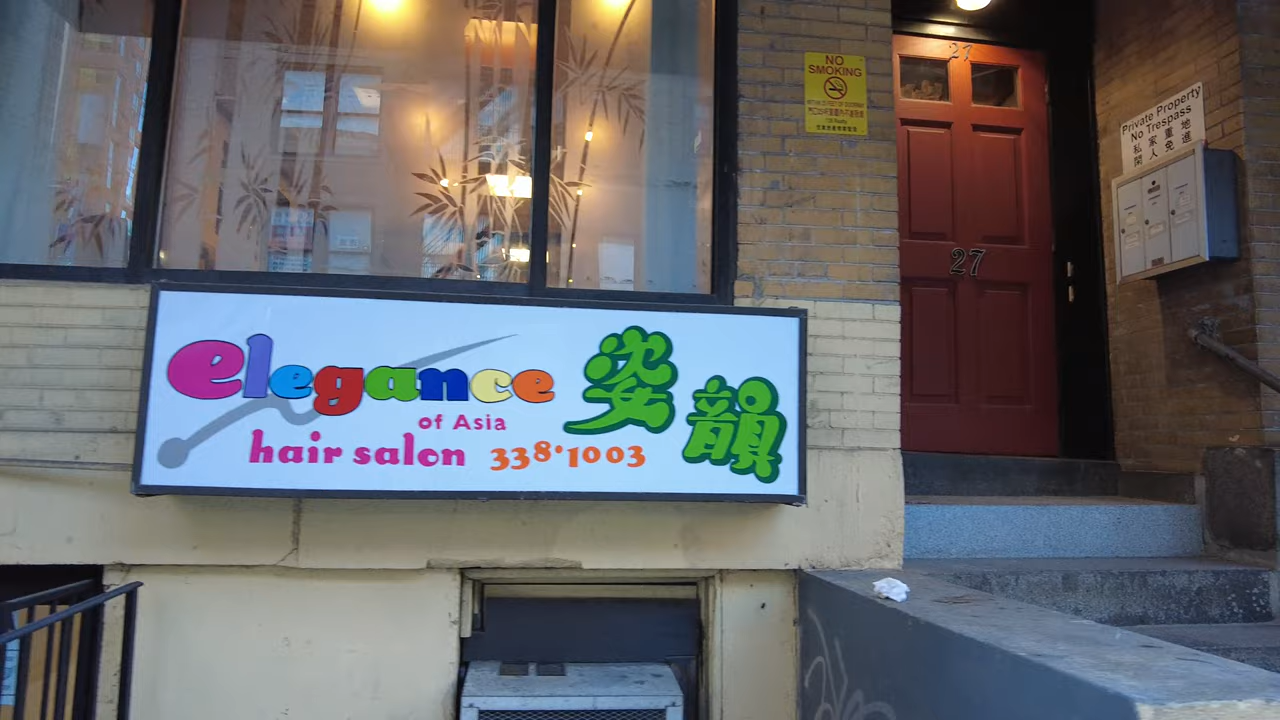 27
NO
SMOKING
Private Property
No Trespass
私家重地
閑人免進
27
elegance
of Asia
hair salon 338·1003
姿韻